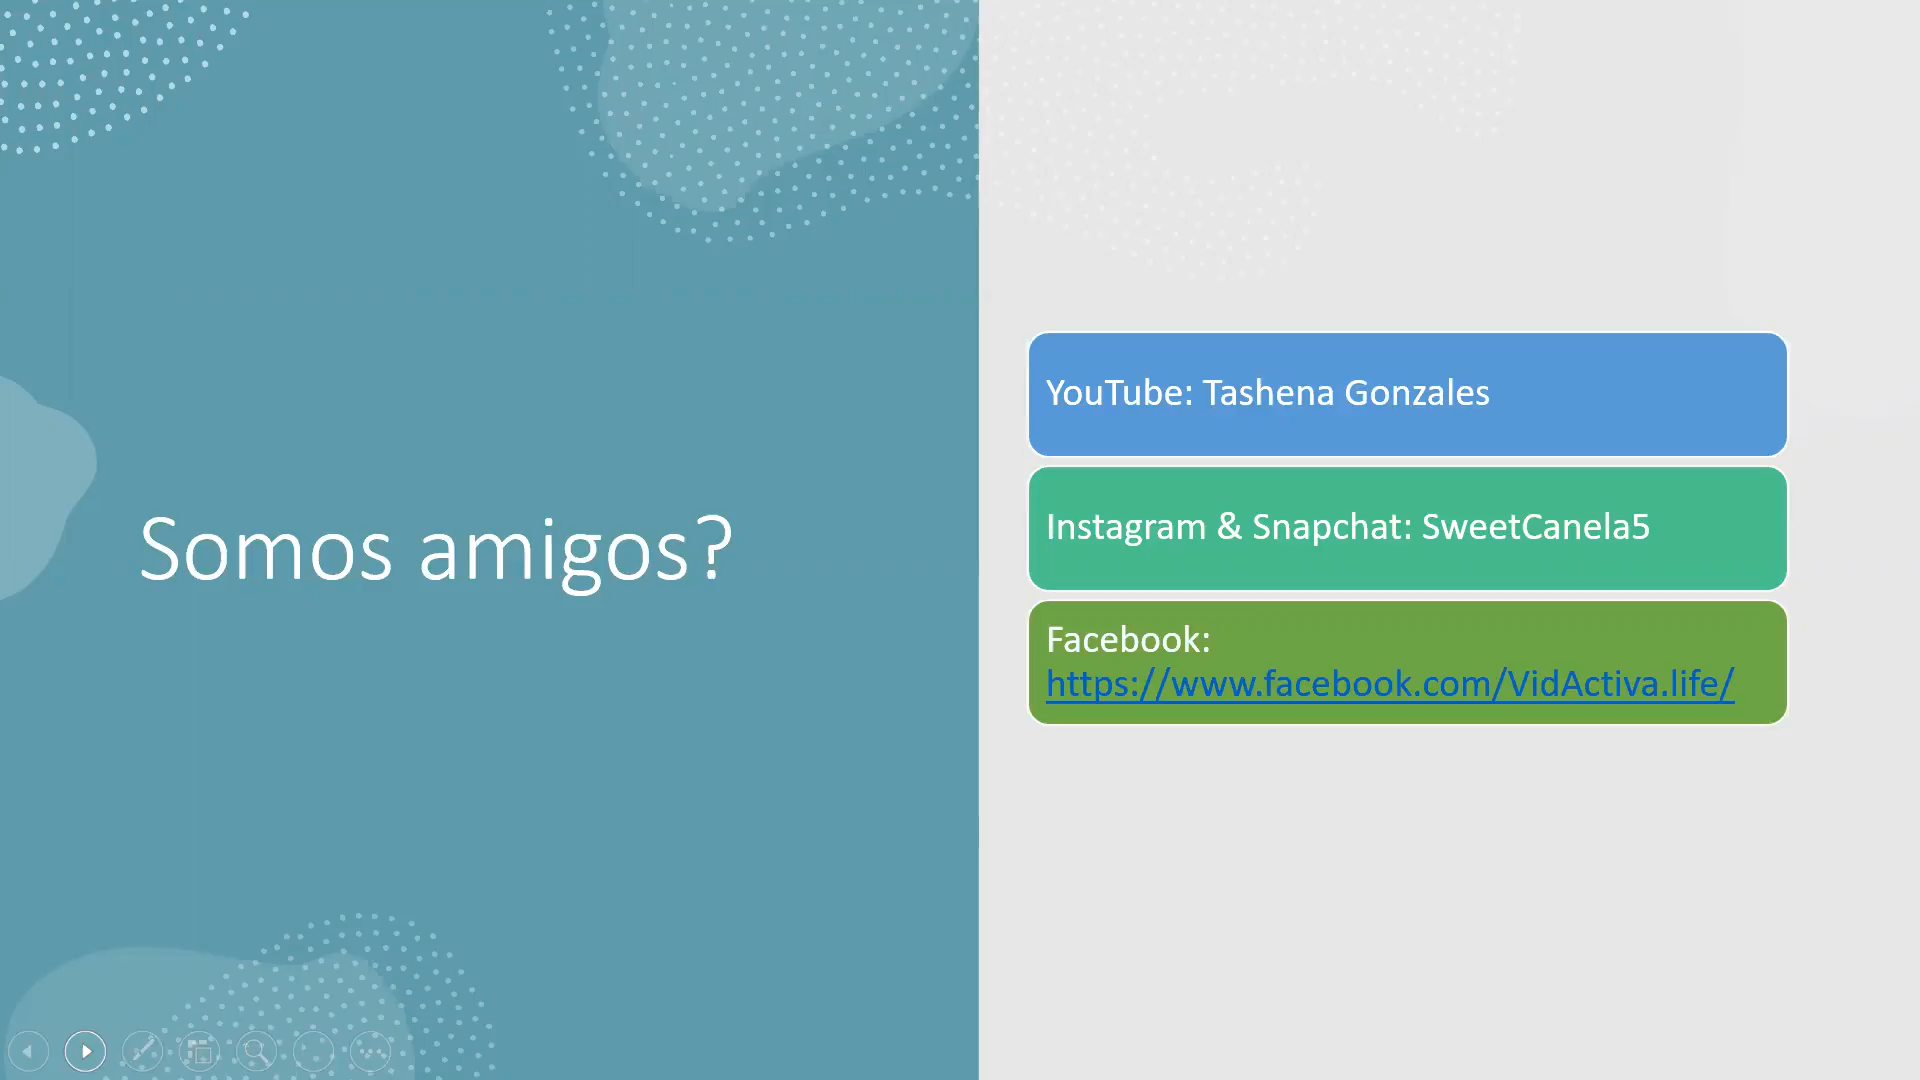 Somos amigos?
YouTube: Tashena Gonzales
Instagram & Snapchat: SweetCanela5
Facebook:
https://www.facebook.com/VidActiva.life/